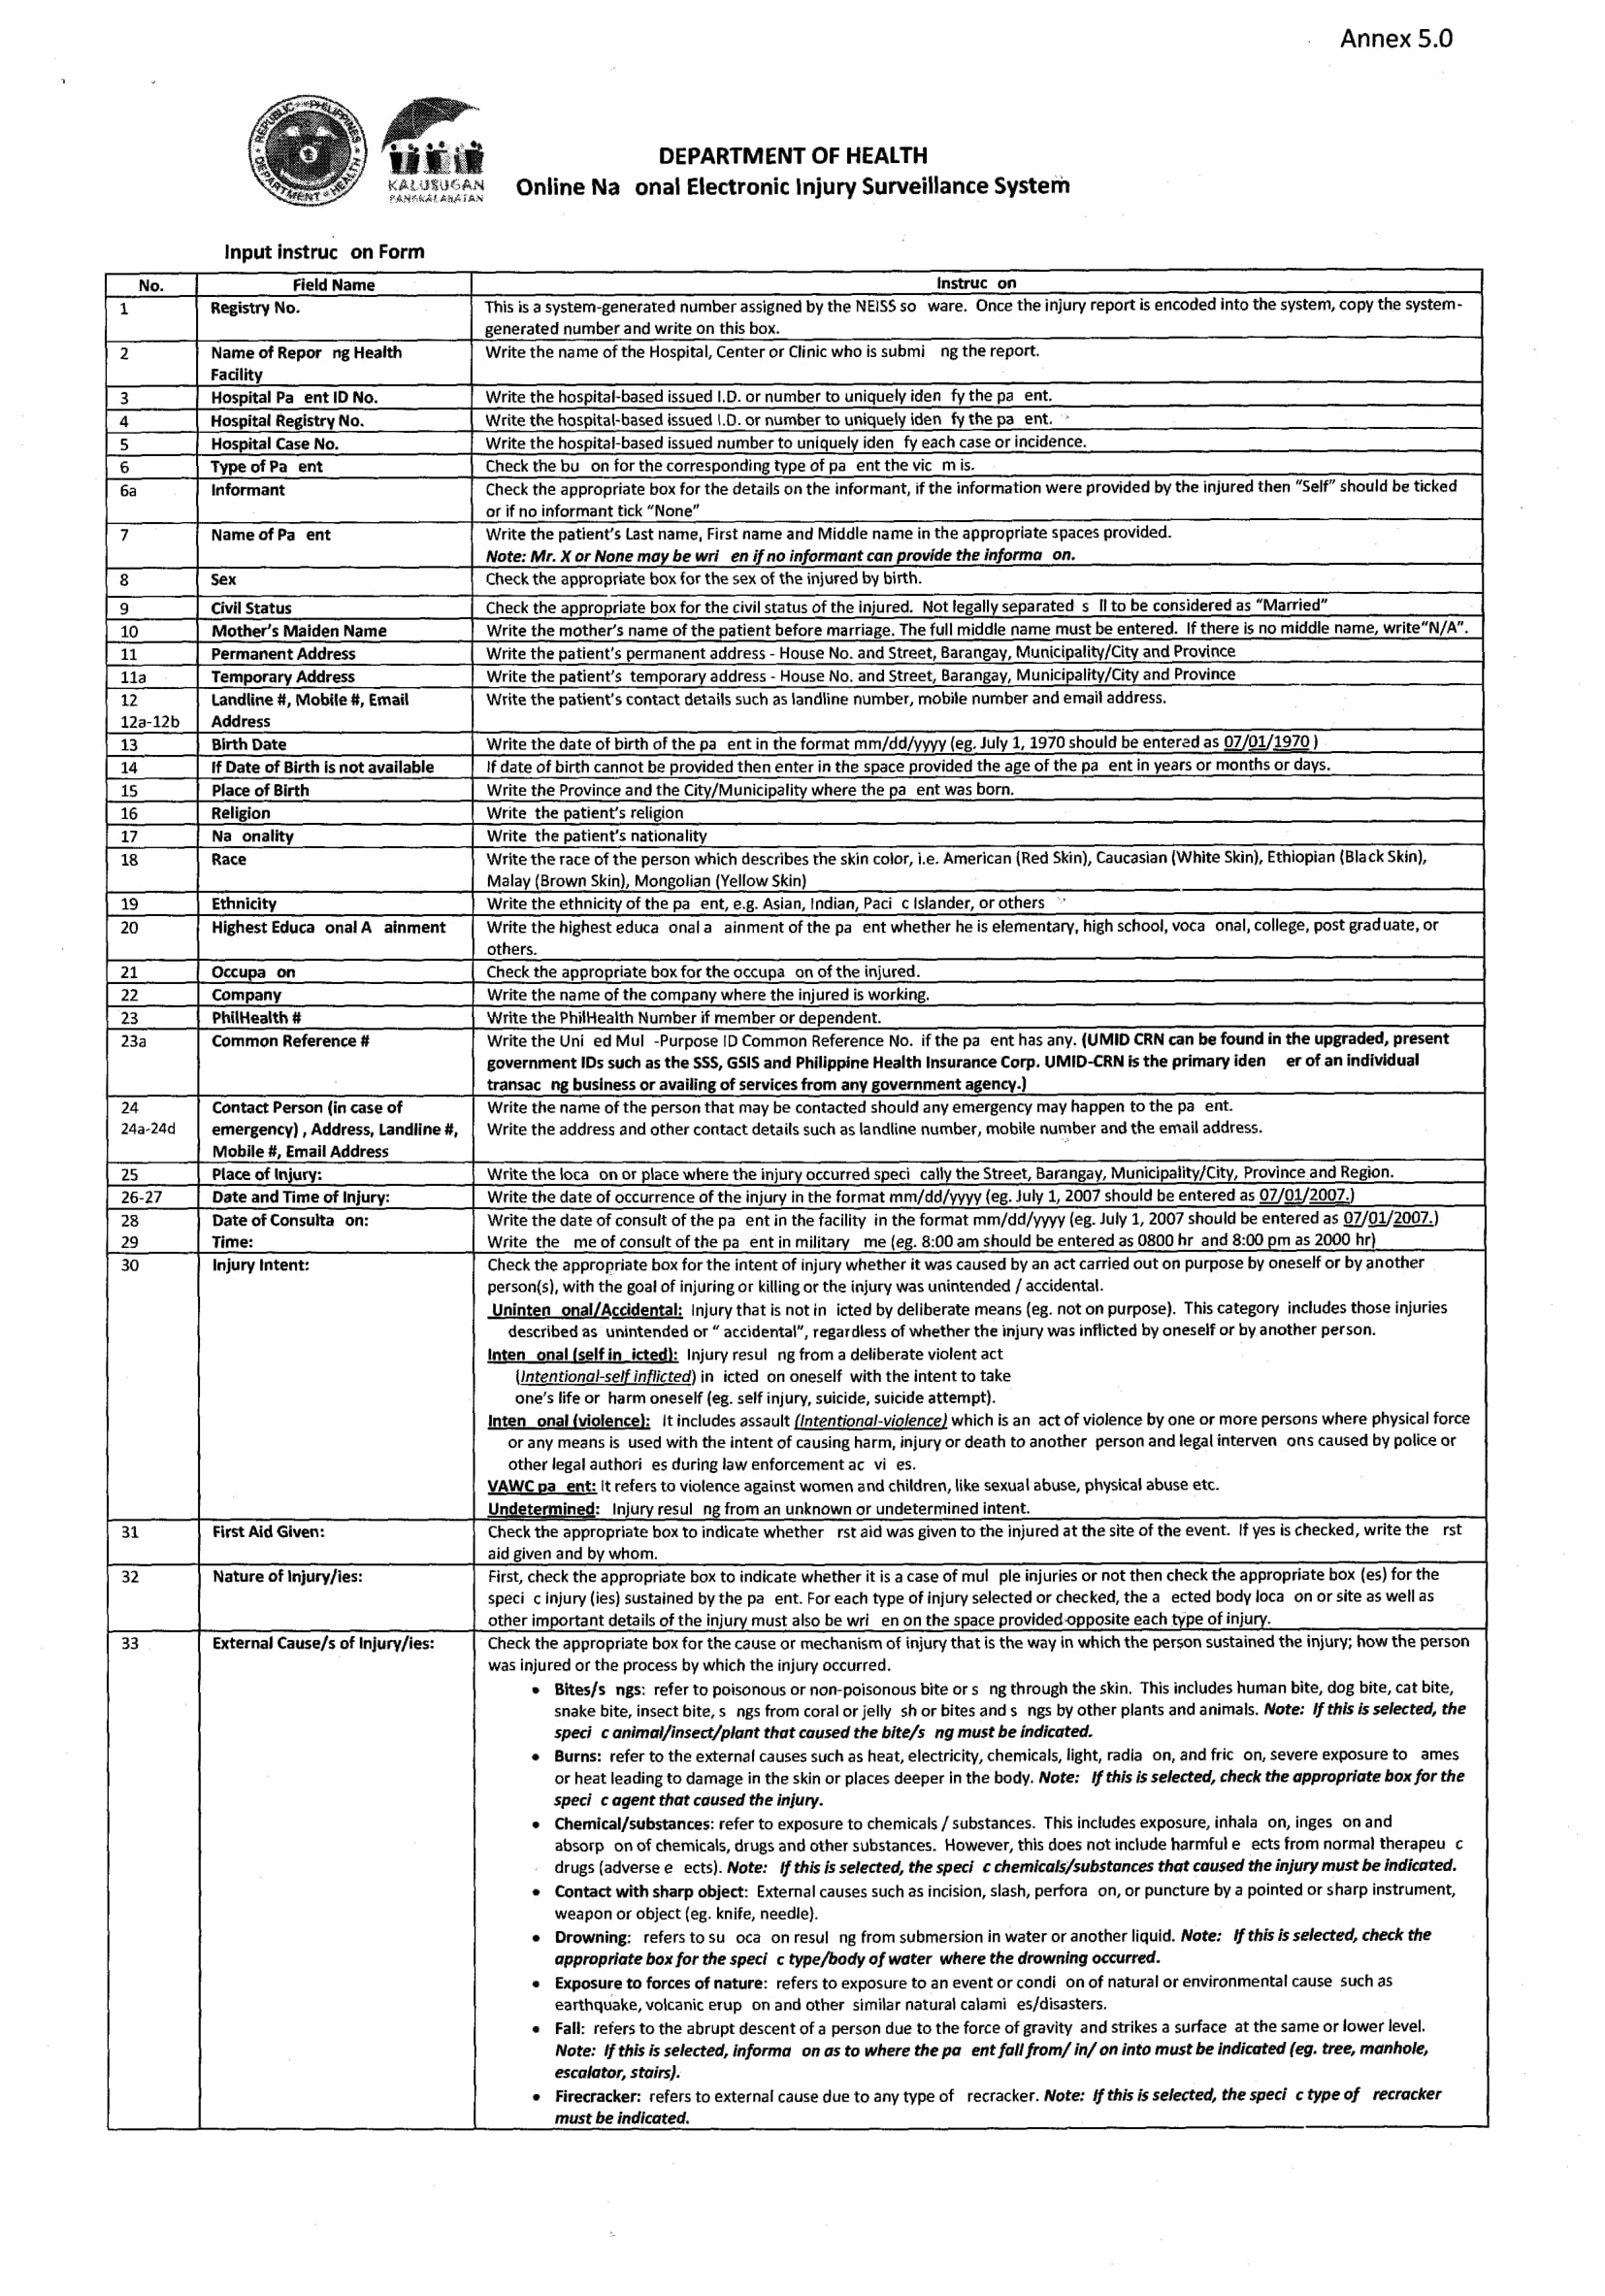 Annex 5.0
REPUBLIC PHILIPPINES
DEPARTMENT HEALTH
KALUSUGAN
PANGKALAHATAN
DEPARTMENT OF HEALTH
Online Na onal Electronic Injury Surveillance System
Input instruc on Form
No. Field Name Instruc on
1 Registry No. This is a system-generated number assigned by the NEISS so ware. Once the injury report is encoded into the system, copy the system-
generated number and write on this box.
2 Name of Repor ng Health Write the name of the Hospital, Center or Clinic who is submi ng the report.
Facility
3 Hospital Pa ent ID No. Write the hospital-based issued I.D. or number to uniquely iden fy the pa ent.
4 Hospital Registry No. Write the hospital-based issued I.D. or number to uniquely iden fy the pa ent.
5 Hospital Case No. Write the hospital-based issued number to uniquely iden fy each case or incidence.
6 Type of Pa ent Check the bu on for the corresponding type of pa ent the vic m is.
6a Informant Check the appropriate box for the details on the informant, if the information were provided by the injured then “Self” should be ticked
or if no informant tick “None”
7 Name of Pa ent Write the patient’s Last name, First name and Middle name in the appropriate spaces provided.
Note: Mr. X or None may be wri en if no informant can provide the informa on.
8 Sex Check the appropriate box for the sex of the injured by birth.
9 Civil Status Check the appropriate box for the civil status of the injured. Not legally separated s ll to be considered as “Married”
10 Mother’s Maiden Name Write the mother’s name of the patient before marriage. The full middle name must be entered. If there is no middle name, write“N/A”.
11 Permanent Address Write the patient’s permanent address - House No. and Street, Barangay, Municipality/City and Province
11a Temporary Address Write the patient’s temporary address - House No. and Street, Barangay, Municipality/City and Province
12 Landline #, Mobile #, Email Write the patient’s contact details such as landline number, mobile number and email address.
12a-12b Address
13 Birth Date Write the date of birth of the pa ent in the format mm/dd/yyyy (eg. July 1, 1970 should be entered as 07/01/1970 )
14 If Date of Birth is not available If date of birth cannot be provided then enter in the space provided the age of the pa ent in years or months or days.
15 Place of Birth Write the Province and the City/Municipality where the pa ent was born.
16 Religion Write the patient’s religion
17 Na onality Write the patient’s nationality
18 Race Write the race of the person which describes the skin color, i.e. American (Red Skin), Caucasian (White Skin), Ethiopian (Black Skin),
Malay (Brown Skin), Mongolian (Yellow Skin)
19 Ethnicity Write the ethnicity of the pa ent, e.g. Asian, Indian, Paci c Islander, or others
20 Highest Educa onal A ainment Write the highest educa onal a ainment of the pa ent whether he is elementary, high school, voca onal, college, post graduate, or
others.
21 Occupa on Check the appropriate box for the occupa on of the injured.
22 Company Write the name of the company where the injured is working.
23 PhilHealth # Write the PhilHealth Number if member or dependent.
23a Common Reference # Write the Uni ed Mul -Purpose ID Common Reference No. if the pa ent has any. (UMID CRN can be found in the upgraded, present
government IDs such as the SSS, GSIS and Philippine Health Insurance Corp. UMID-CRN is the primary iden er of an individual
transac ng business or availing of services from any government agency.)
24 Contact Person (in case of Write the name of the person that may be contacted should any emergency may happen to the pa ent.
24a-24d emergency) , Address, Landline #, Write the address and other contact details such as landline number, mobile number and the email address.
Mobile #, Email Address
25 Place of Injury: Write the loca on or place where the injury occurred speci cally the Street, Barangay, Municipality/City, Province and Region.
26-27 Date and Time of Injury: Write the date of occurrence of the injury in the format mm/dd/yyyy (eg. July 1, 2007 should be entered as 07/01/2007.)
28 Date of Consulta on: Write the date of consult of the pa ent in the facility in the format mm/dd/yyyy (eg. July 1, 2007 should be entered as 07/01/2007.)
29 Time: Write the me of consult of the pa ent in military me (eg. 8:00 am should be entered as 0800 hr and 8:00 pm as 2000 hr)
30 Injury Intent: Check the appropriate box for the intent of injury whether it was caused by an act carried out on purpose by oneself or by another
person(s), with the goal of injuring or killing or the injury was unintended / accidental.
Uninten onal/Accidental: Injury that is not in icted by deliberate means (eg. not on purpose). This category includes those injuries
described as unintended or “ accidental”, regardless of whether the injury was inflicted by oneself or by another person.
Inten onal (self in icted): Injury resul ng from a deliberate violent act
(Intentional-self inflicted) in icted on oneself with the intent to take
one’s life or harm oneself (eg. self injury, suicide, suicide attempt).
Inten onal (violence): It includes assault (Intentional-violence) which is an act of violence by one or more persons where physical force
or any means is used with the intent of causing harm, injury or death to another person and legal interven ons caused by police or
other legal authori es during law enforcement ac vi es.
VAWC pa ent: It refers to violence against women and children, like sexual abuse, physical abuse etc.
Undetermined: Injury resul ng from an unknown or undetermined intent.
31 First Aid Given: Check the appropriate box to indicate whether rst aid was given to the injured at the site of the event. If yes is checked, write the rst
aid given and by whom.
32 Nature of Injury/ies: First, check the appropriate box to indicate whether it is a case of mul ple injuries or not then check the appropriate box (es) for the
speci c injury (ies) sustained by the pa ent. For each type of injury selected or checked, the a ected body loca on or site as well as
other important details of the injury must also be wri en on the space provided opposite each type of injury.
33 External Cause/s of Injury/ies: Check the appropriate box for the cause or mechanism of injury that is the way in which the person sustained the injury; how the person
was injured or the process by which the injury occurred.
• Bites/s ngs: refer to poisonous or non-poisonous bite or s ng through the skin. This includes human bite, dog bite, cat bite,
snake bite, insect bite, s ngs from coral or jelly sh or bites and s ngs by other plants and animals. Note: If this is selected, the
speci c animal/insect/plant that caused the bite/s ng must be indicated.
• Burns: refer to the external causes such as heat, electricity, chemicals, light, radia on, and fric on, severe exposure to ames
or heat leading to damage in the skin or places deeper in the body. Note: If this is selected, check the appropriate box for the
speci c agent that caused the injury.
• Chemical/substances: refer to exposure to chemicals / substances. This includes exposure, inhala on, inges on and
absorp on of chemicals, drugs and other substances. However, this does not include harmful e ects from normal therapeu c
drugs (adverse e ects). Note: If this is selected, the speci c chemicals/substances that caused the injury must be indicated.
• Contact with sharp object: External causes such as incision, slash, perfora on, or puncture by a pointed or sharp instrument,
weapon or object (eg. knife, needle).
• Drowning: refers to su oca on resul ng from submersion in water or another liquid. Note: If this is selected, check the
appropriate box for the speci c type/body of water where the drowning occurred.
• Exposure to forces of nature: refers to exposure to an event or condi on of natural or environmental cause such as
earthquake, volcanic erup on and other similar natural calami es/disasters.
• Fall: refers to the abrupt descent of a person due to the force of gravity and strikes a surface at the same or lower level.
Note: If this is selected, informa on as to where the pa ent fall from/ in/ on into must be indicated (eg. tree, manhole,
escalator, stairs).
• Firecracker: refers to external cause due to any type of recracker. Note: If this is selected, the speci c type of recracker
must be indicated.